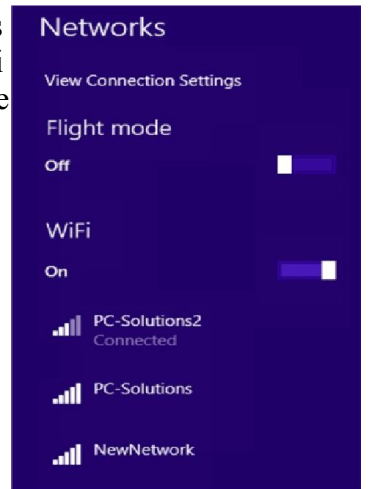 Networks
View Connection Settings
Flight mode
Off
WiFi
On
PC-Solutions2
Connected
PC-Solutions
NewNetwork